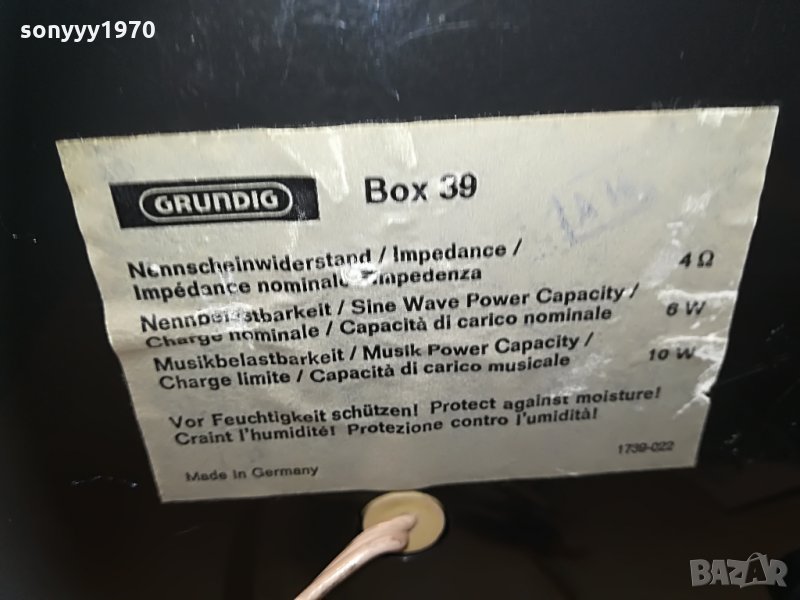 sonyyy1970
GRUNDIG
Box 39
Nennscheinwiderstand / Impedance / 4 Ω
Impédance nominale Impedenza
Nennbelastbarkeit / Sine Wave Power Capacity / 6 W
Charge nominale / Capacità di carico nominale
Musikbelastbarkeit / Musik Power Capacity / 10 W
Charge limite / Capacità di carico musicale
Vor Feuchtigkeit schützen! Protect against moisture!
Craint l'humidité! Protezione contro l'umidità!
1739-022
Made in Germany
BAZAR